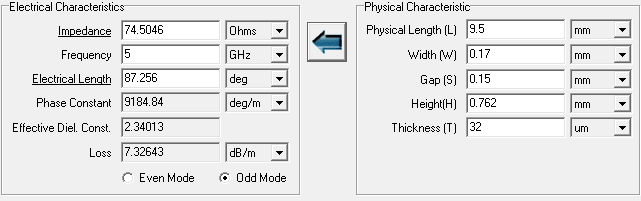 Electrical Characteristics
Impedance 74.5046 Ohms
Frequency 5 GHz
Electrical Length 87.256 deg
Phase Constant 9184.84 deg/m
Effective Diel. Const. 2.34013
Loss 7.32643 dB/m
Even Mode Odd Mode
Physical Characteristic
Physical Length (L) 9.5 mm
Width (W) 0.17 mm
Gap (S) 0.15 mm
Height(H) 0.762 mm
Thickness (T) 32 um